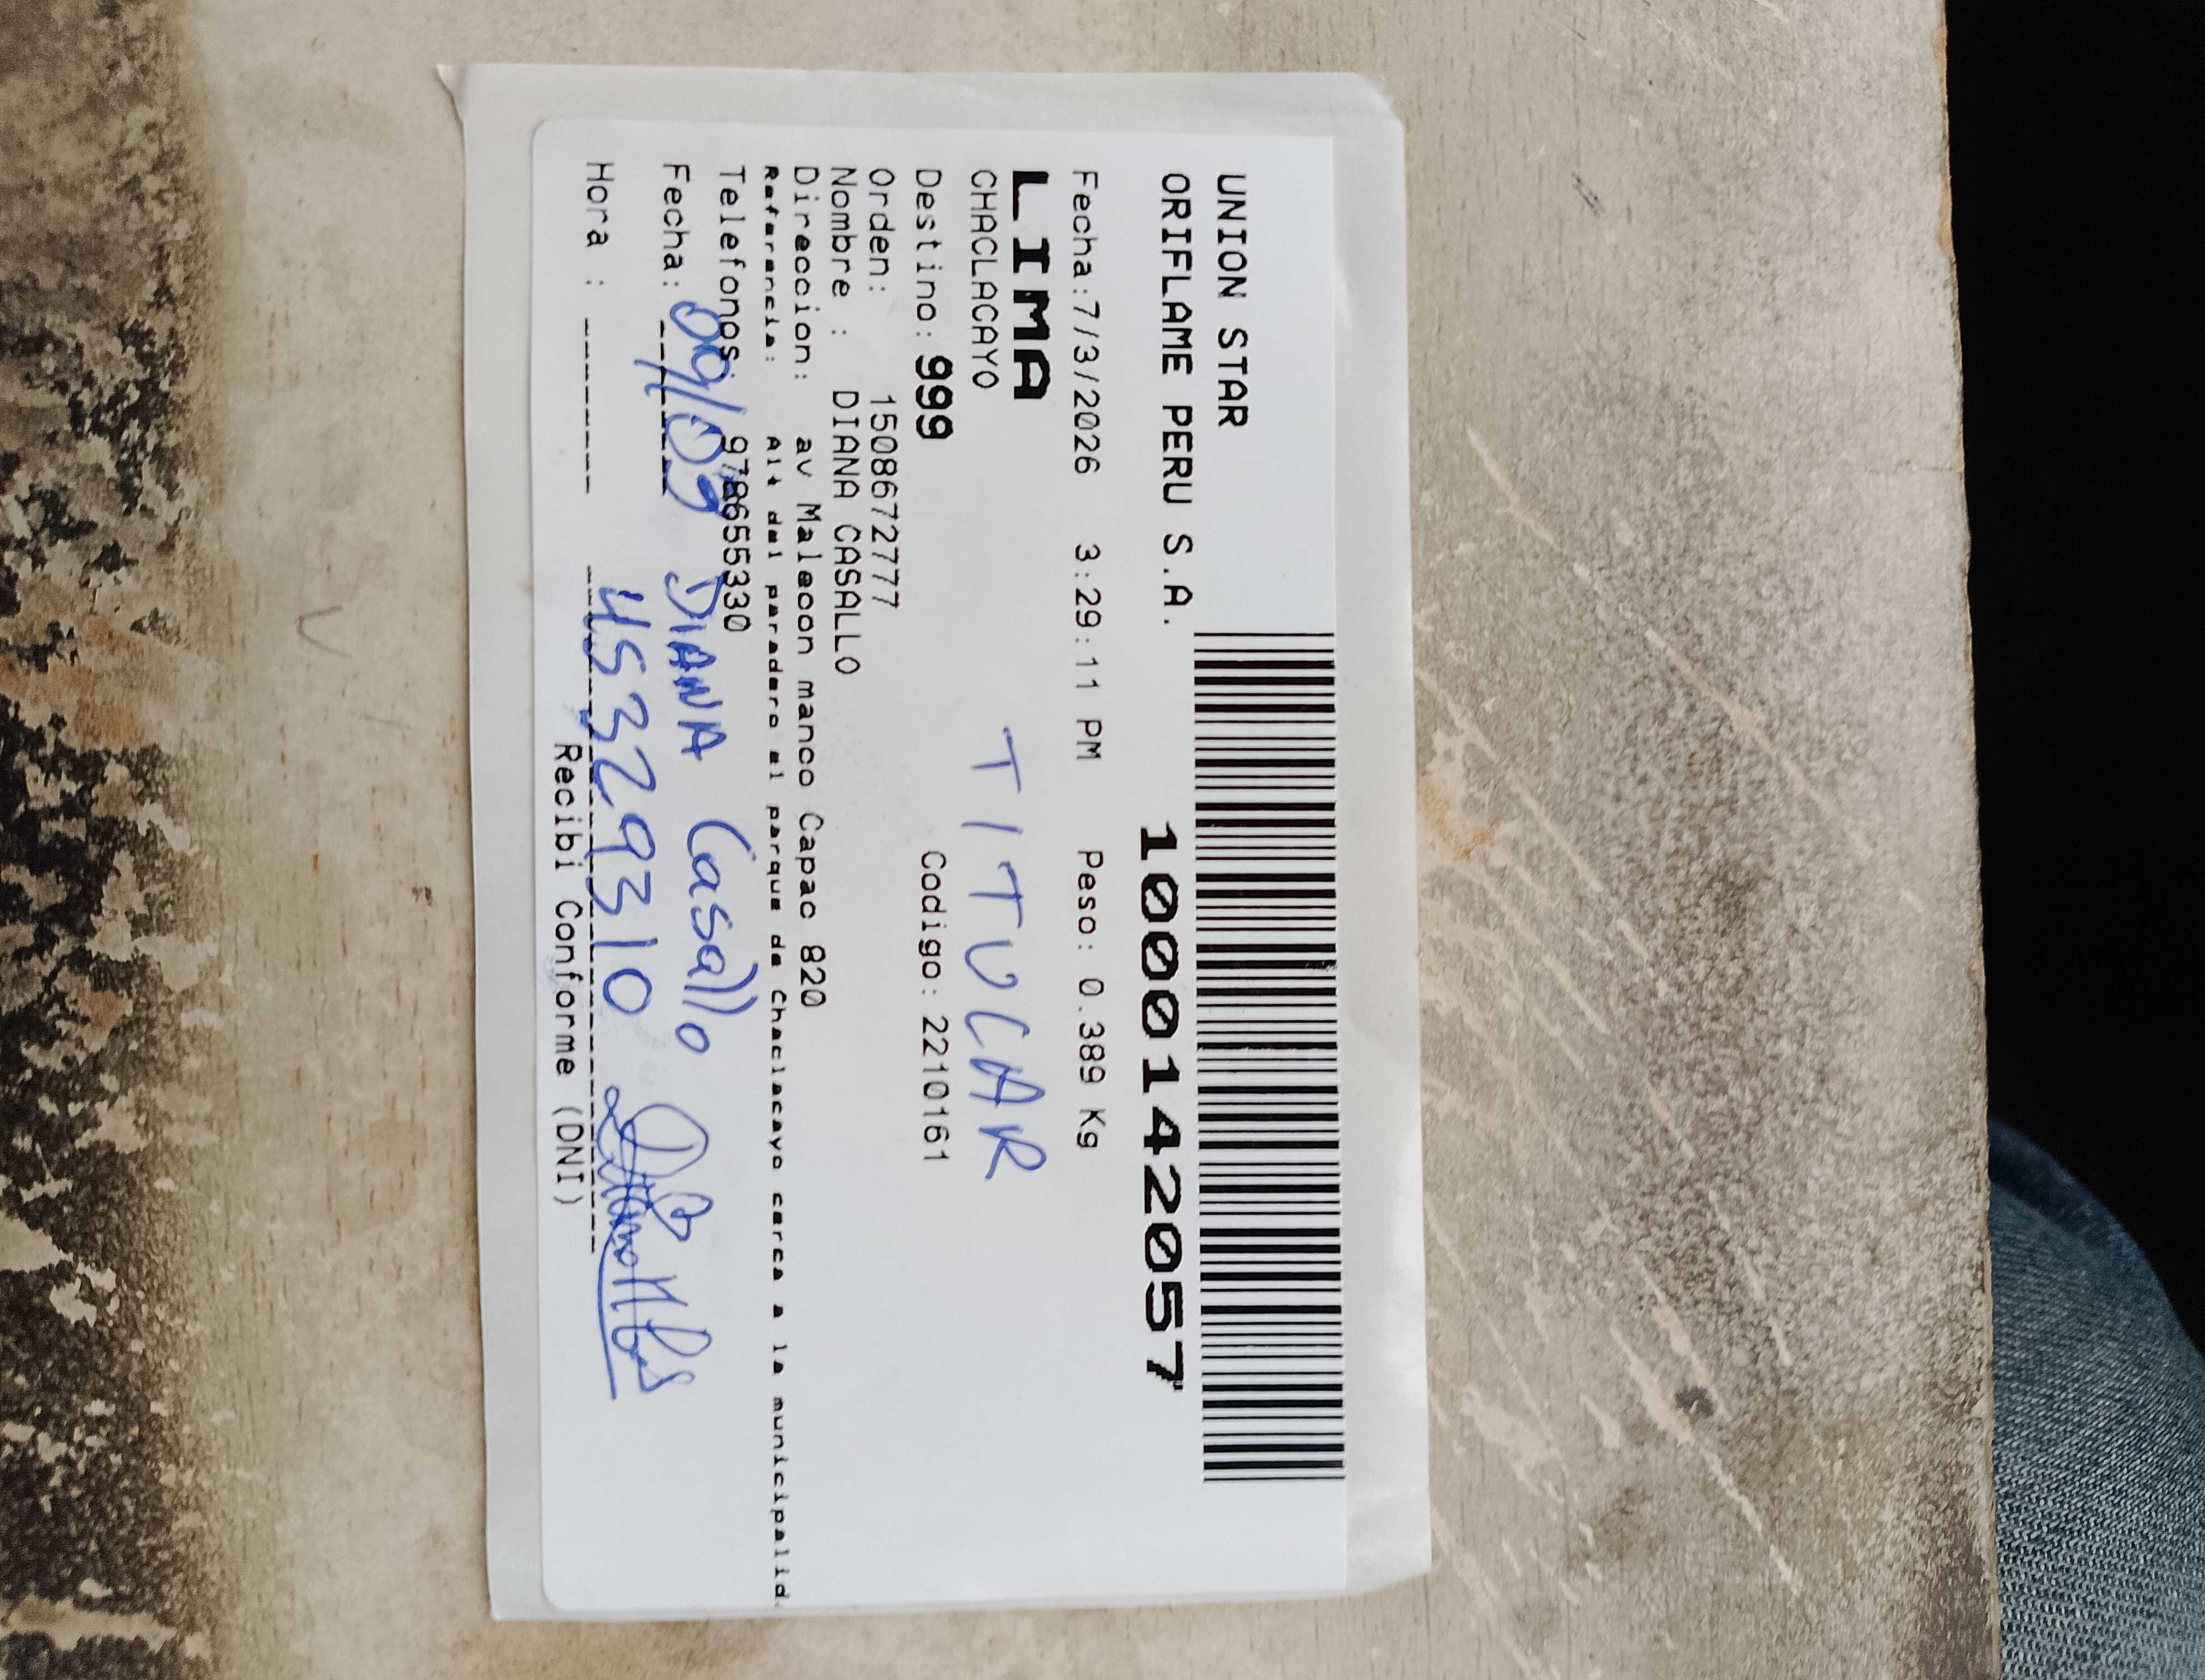 UNION STAR
ORIFLAME PERU S.A.
1000142057
Fecha:7/3/2026 3:29:11 PM Peso: 0.389 Kg
LIMA
CHACLACAYO
TITULAR
Destino: 999 Codigo: 2210161
Orden: 1508672777
Nombre : DIANA CASALLO
Direccion: av Malecon manco Capac 820
Referencia: Alt del paradero el parque de Chaclacayo cerca a la municipalid.
Telefonos: 978655330
Fecha: 09/03 DIANA Casallo
Hora : 45329310
Recibi Conforme (DNI)